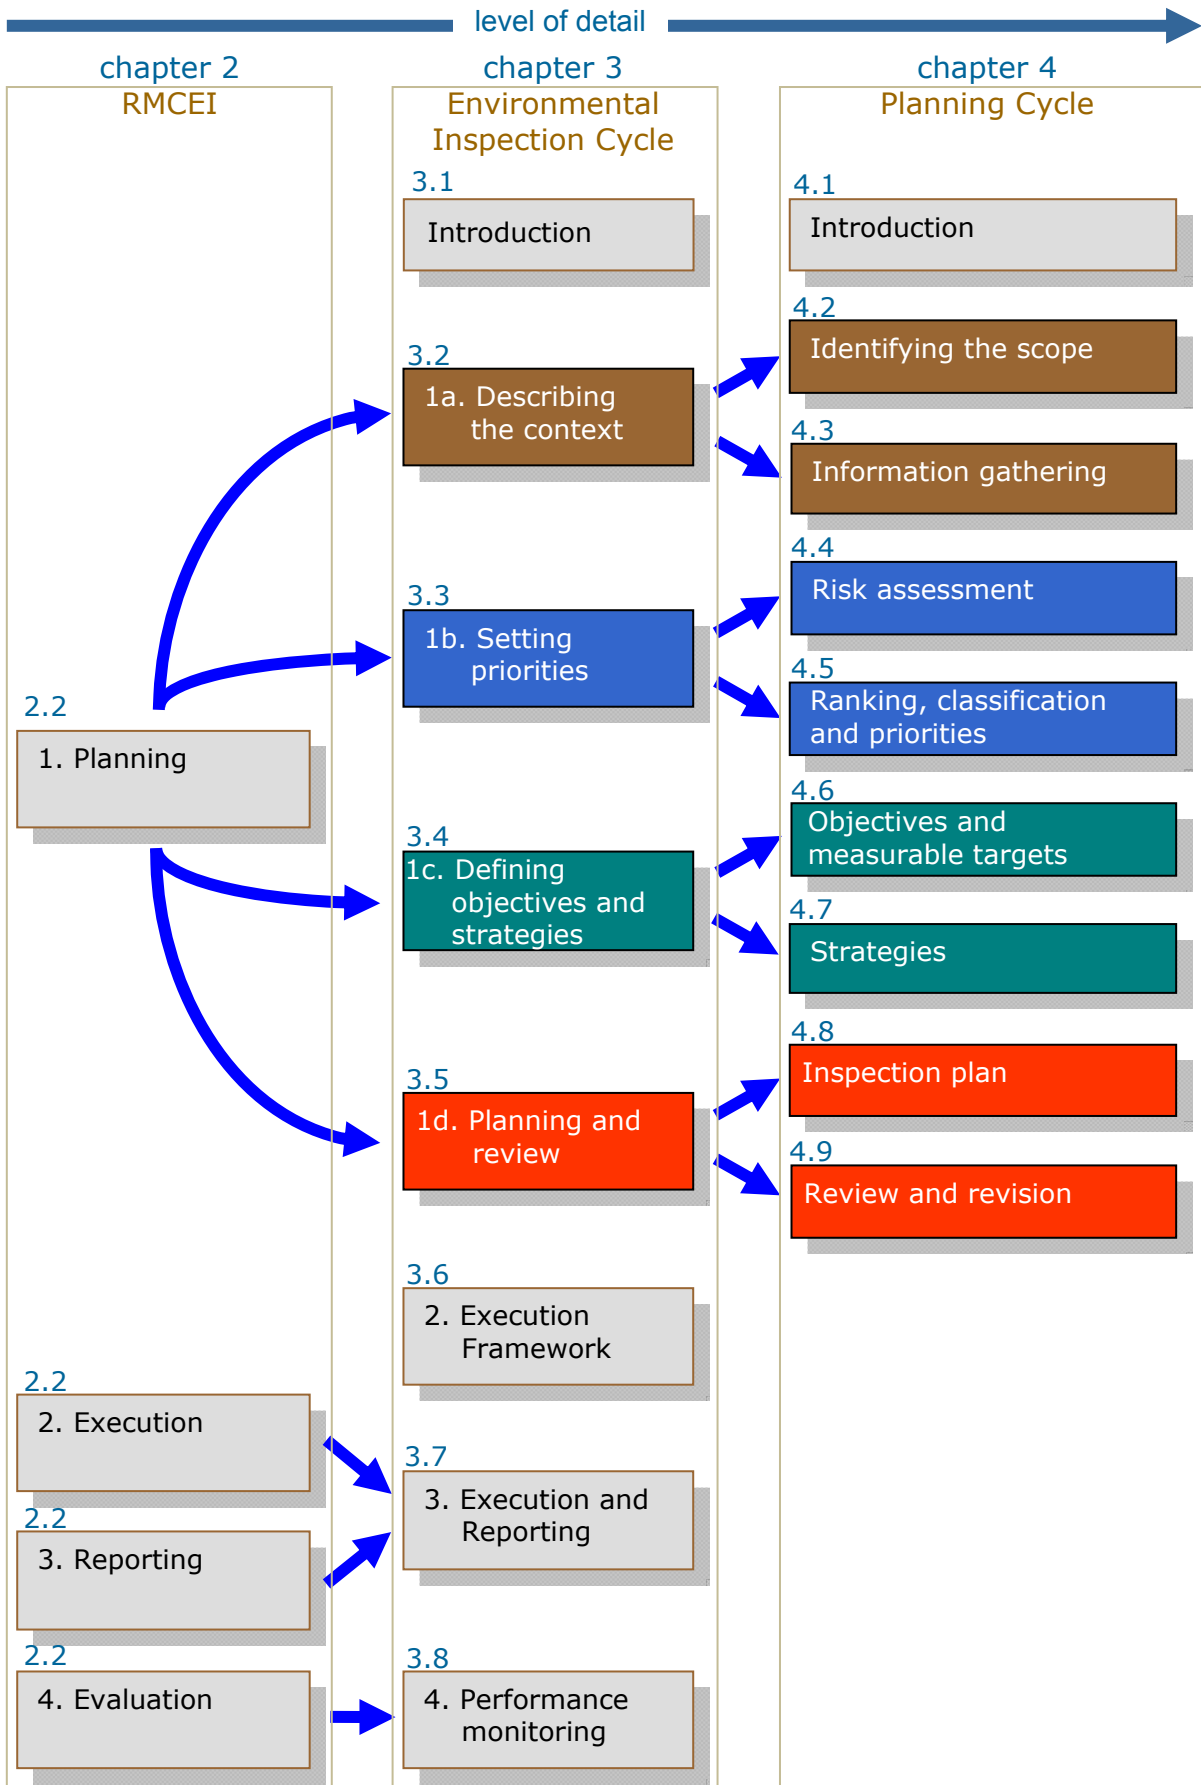 level of detail
chapter 2
RMCEI
2.2
1. Planning
2.2
2. Execution
2.2
3. Reporting
2.2
4. Evaluation
chapter 3
Environmental
Inspection Cycle
3.1
Introduction
3.2
1a. Describing
the context
3.3
1b. Setting
priorities
3.4
1c. Defining
objectives and
strategies
3.5
1d. Planning and
review
3.6
2. Execution
Framework
3.7
3. Execution and
Reporting
3.8
4. Performance
monitoring
chapter 4
Planning Cycle
4.1
Introduction
4.2
Identifying the scope
4.3
Information gathering
4.4
Risk assessment
4.5
Ranking, classification
and priorities
4.6
Objectives and
measurable targets
4.7
Strategies
4.8
Inspection plan
4.9
Review and revision